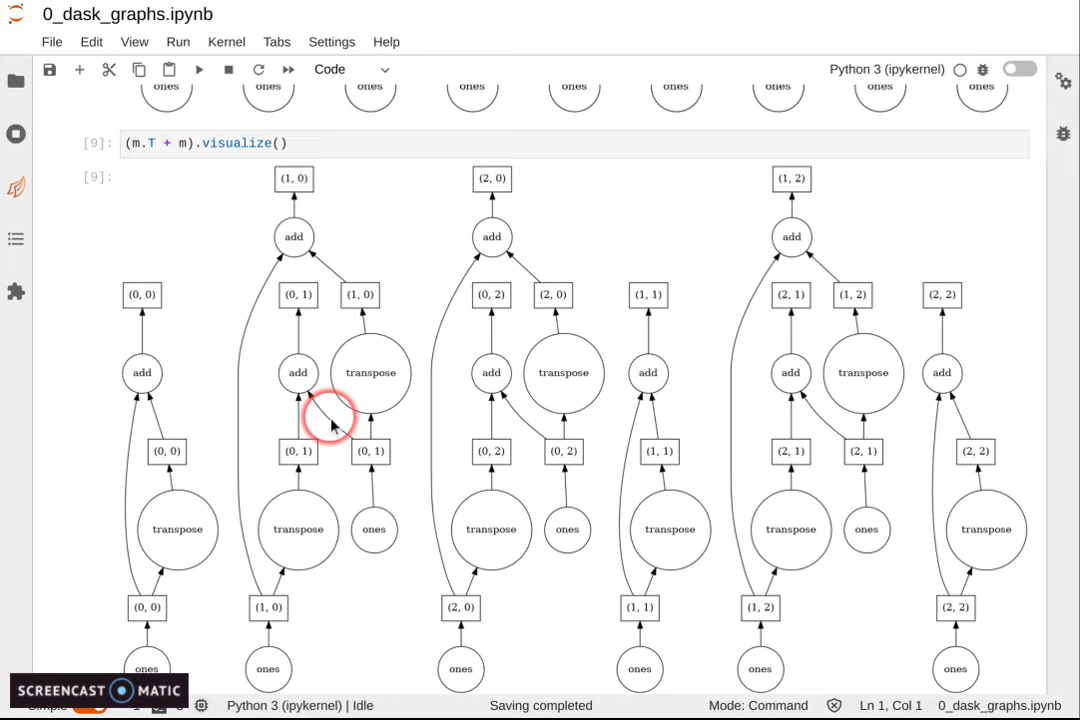 0_dask_graphs.ipynb
File Edit View Run Kernel Tabs Settings Help
Code Python 3 (ipykernel)
ones ones ones ones ones ones ones ones ones
[9]: (m.T + m).visualize()
[9]:
(1, 0) (2, 0) (1, 2)
add add add
(0, 0) (0, 1) (1, 0) (0, 2) (2, 0) (1, 1) (2, 1) (1, 2) (2, 2)
add add transpose add transpose add add transpose add
(0, 0) (0, 1) (0, 1) (0, 2) (0, 2) (1, 1) (2, 1) (2, 1) (2, 2)
transpose transpose ones transpose ones transpose transpose ones transpose
(0, 0) (1, 0) (2, 0) (1, 1) (1, 2) (2, 2)
ones ones ones ones ones ones
SCREENCAST MATIC
Simple Python 3 (ipykernel) | Idle Saving completed Mode: Command Ln 1, Col 1 0_dask_graphs.ipynb